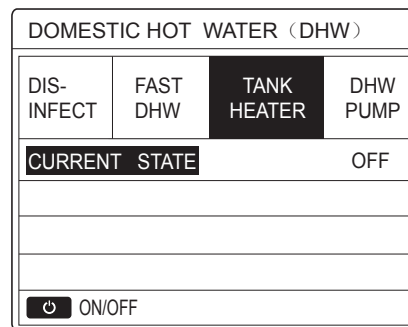 DOMESTIC HOT WATER（DHW）
DIS-
INFECT
FAST
DHW
TANK
HEATER
DHW
PUMP
CURRENT STATE OFF
ON/OFF